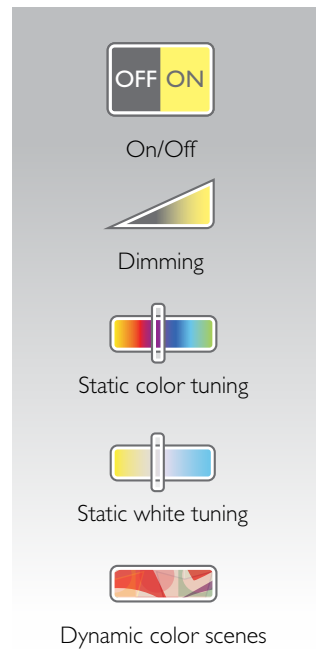 OFF ON
On/Off
Dimming
Static color tuning
Static white tuning
Dynamic color scenes